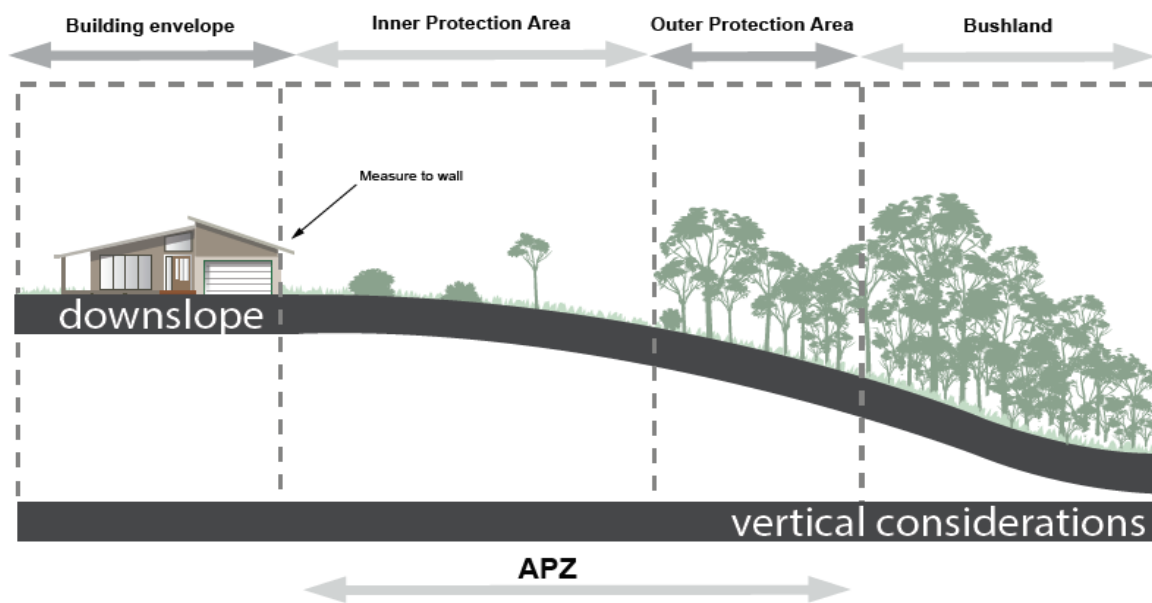 Building envelope
Inner Protection Area
Outer Protection Area
Bushland
Measure to wall
downslope
vertical considerations
APZ